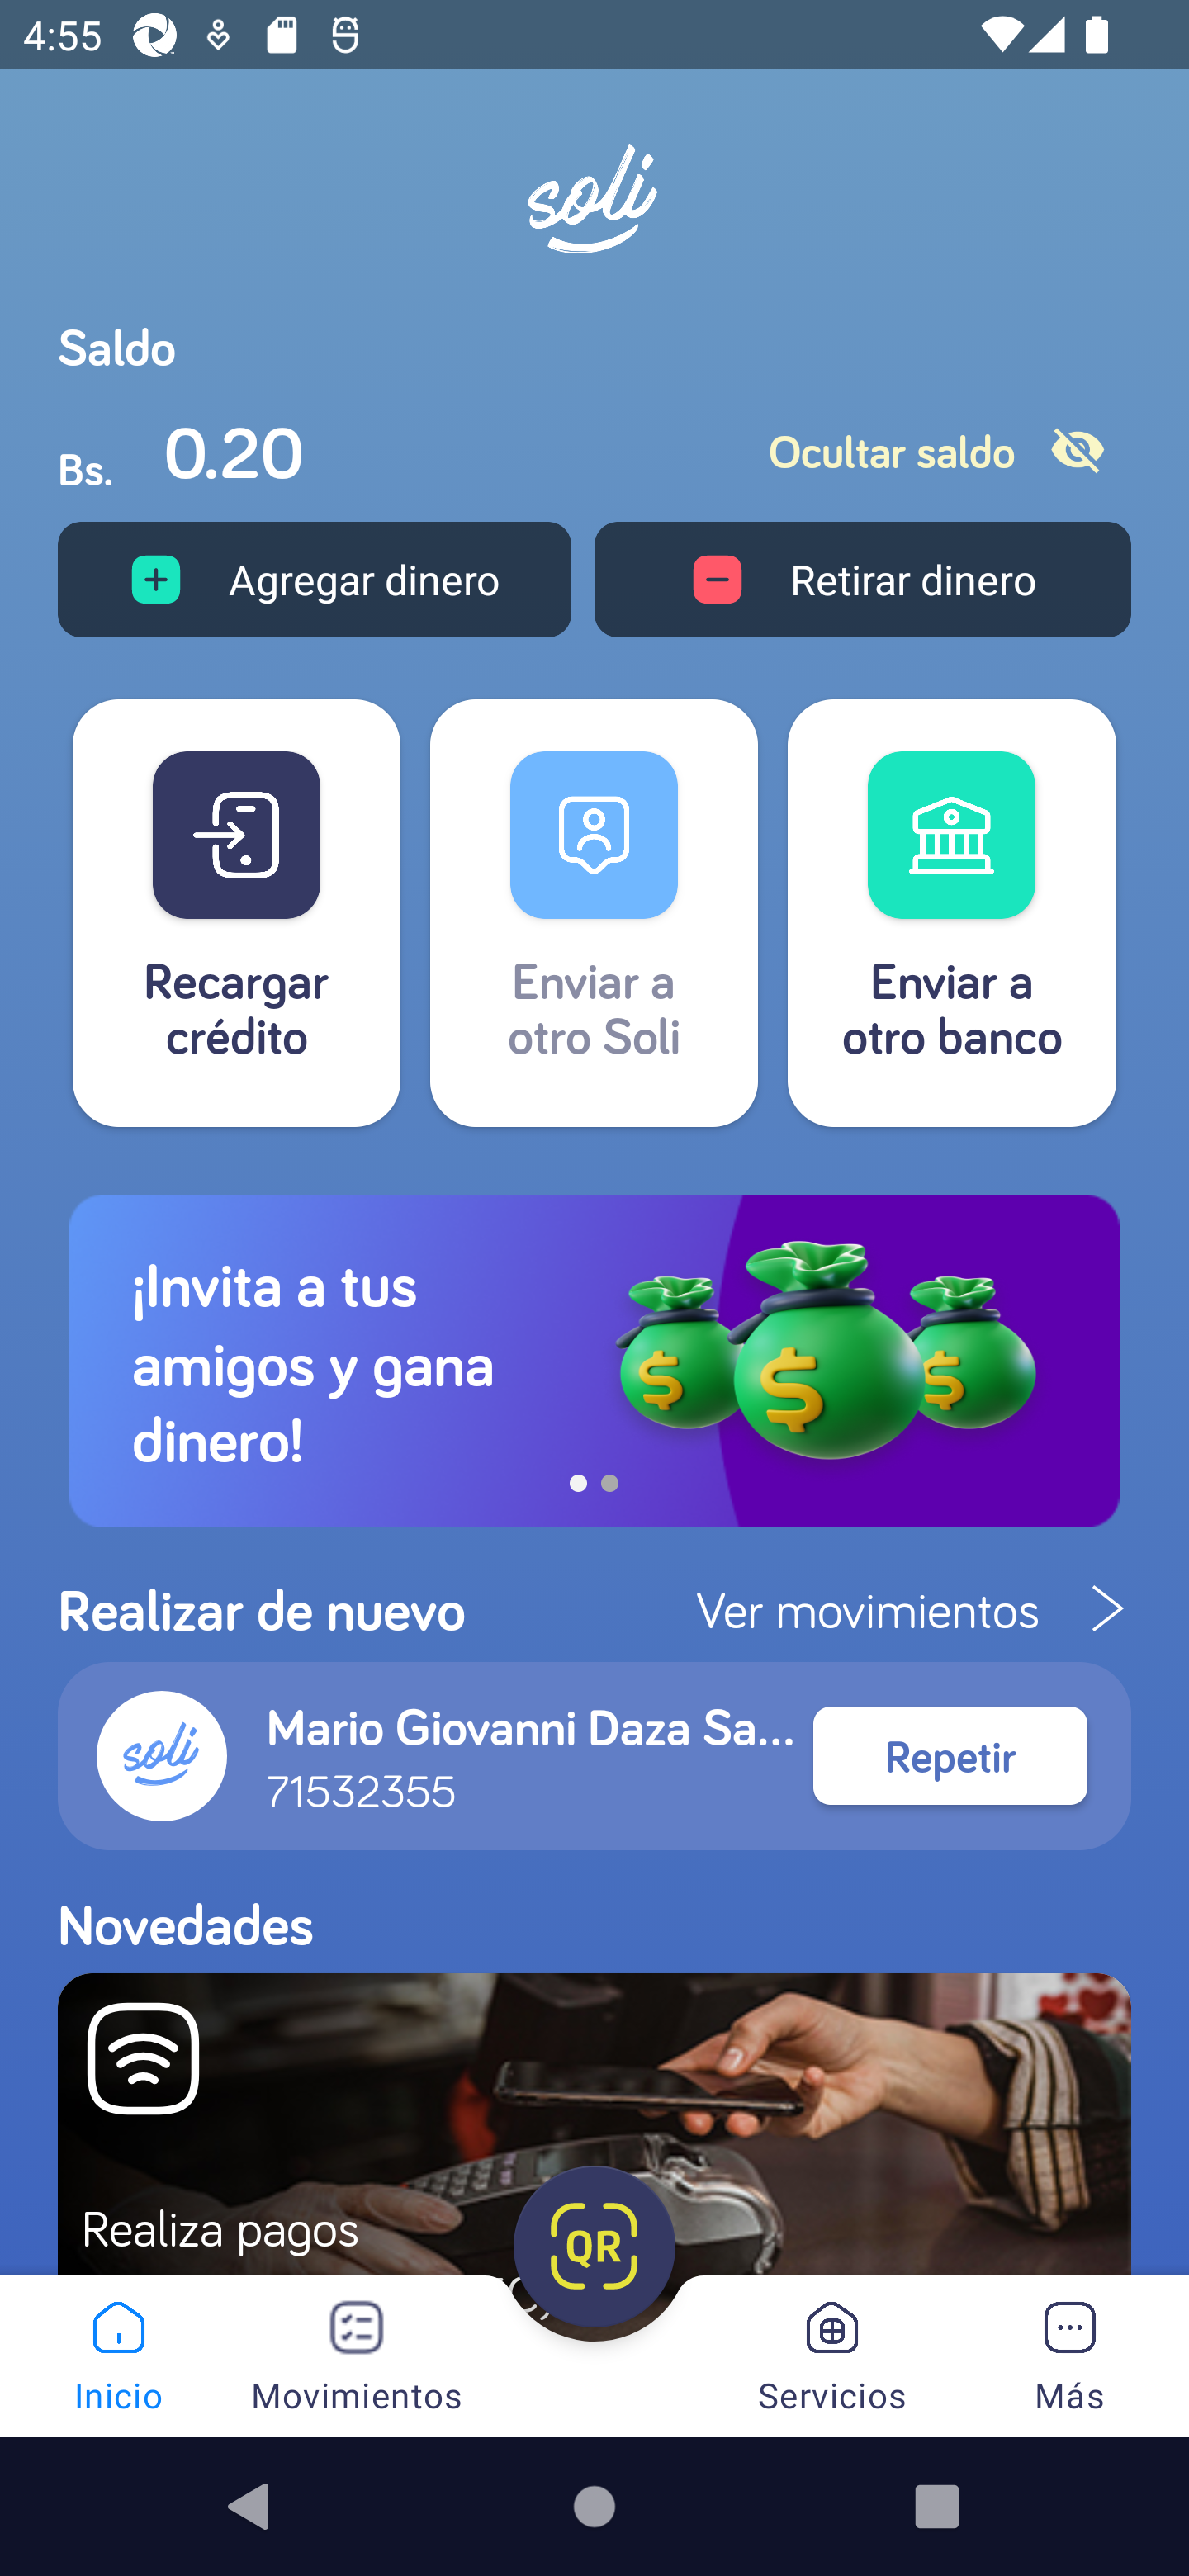 4:55
soli
Saldo
Bs. 0.20 Ocultar saldo
Agregar dinero Retirar dinero
Recargar crédito
Enviar a otro Soli
Enviar a otro banco
¡Invita a tus
amigos y gana
dinero!
Realizar de nuevo Ver movimientos
soli
Mario Giovanni Daza Sa...
71532355
Repetir
Novedades
Realiza pagos
QR
Inicio Movimientos Servicios Más